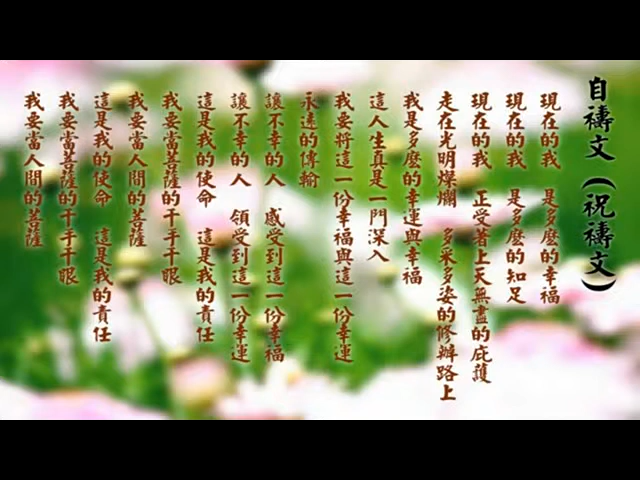 自禱文（祝禱文）
現在的我 是多麼的幸福
現在的我 是多麼的知足
現在的我 正受著上天無盡的庇護
走在光明燦爛 多釆多姿的修辦路上
我是多麼的幸運與幸福
這人生真是一門深入
我要將這一份幸福與這一份幸運
永遠的傳輸
讓不幸的人 感受到這一份幸福
讓不幸的人 領受到這一份幸運
這是我的使命 這是我的責任
我要當菩薩的千手千眼
我要當人間的菩薩
這是我的使命 這是我的責任
我要當菩薩的千手千眼
我要當人間的菩薩